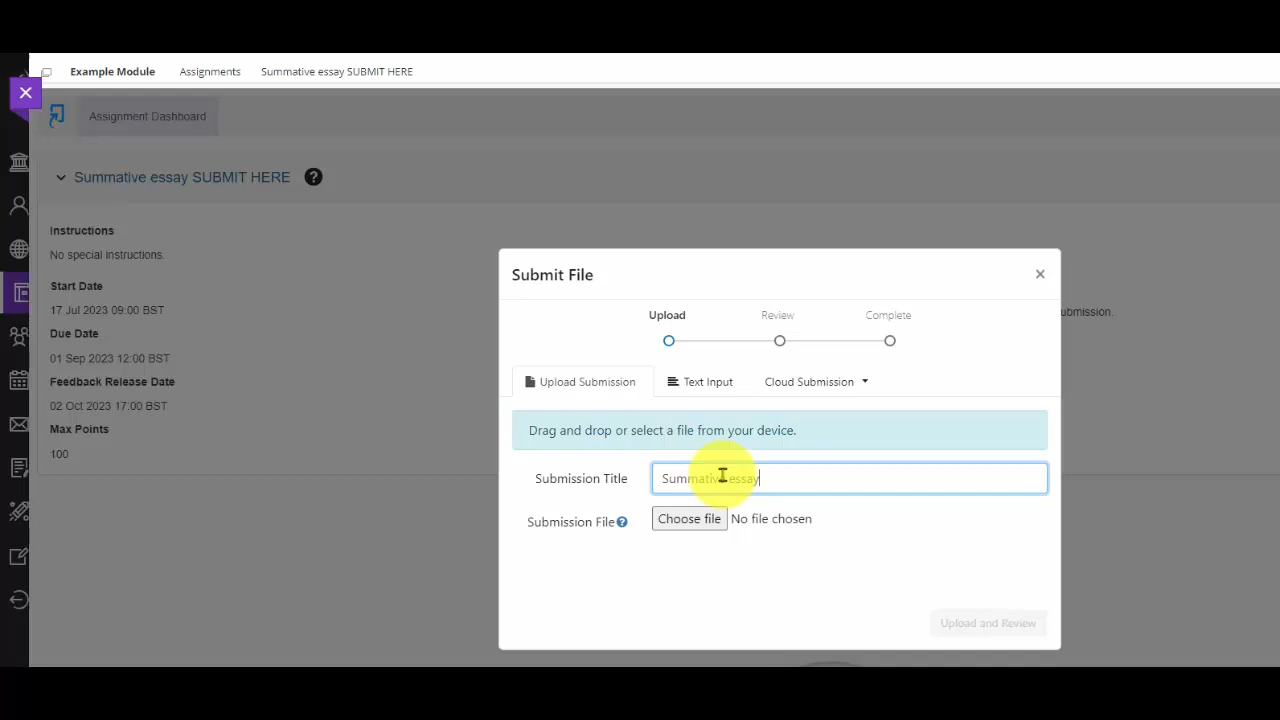 Example Module Assignments Summative essay SUBMIT HERE
Assignment Dashboard
Summative essay SUBMIT HERE ?
Instructions
No special instructions.
Start Date
17 Jul 2023 09:00 BST
Due Date
01 Sep 2023 12:00 BST
Feedback Release Date
02 Oct 2023 17:00 BST
Max Points
100
ubmission.
Submit File ×
Upload Review Complete
Upload Submission Text Input Cloud Submission
Drag and drop or select a file from your device.
Submission Title Summative essay
Submission File ? Choose file No file chosen
Upload and Review